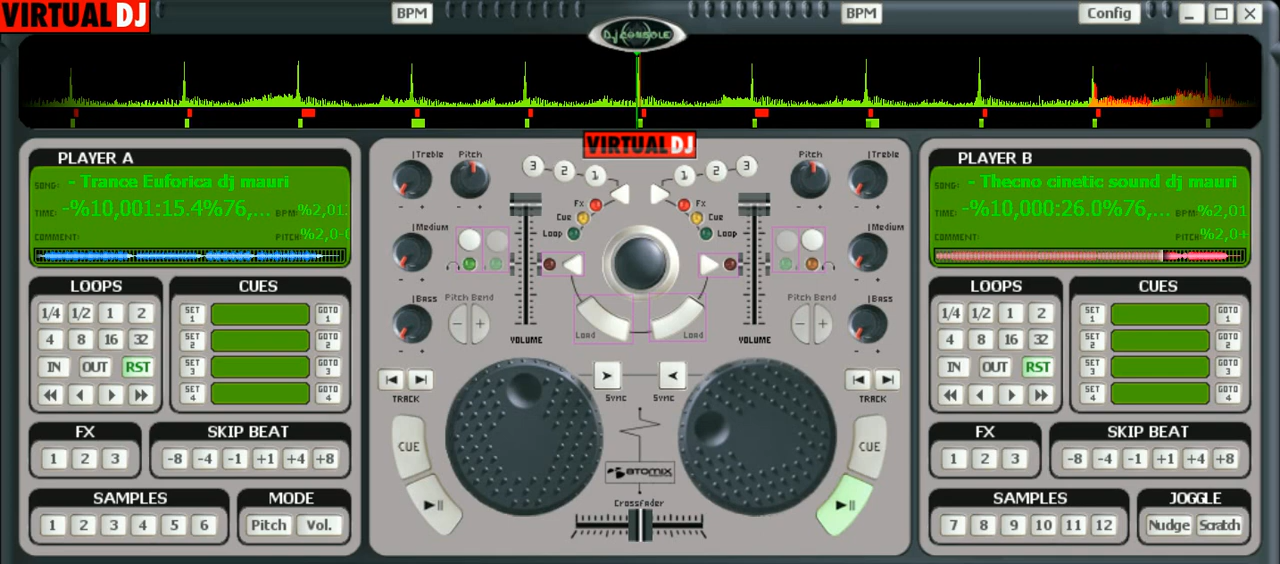 VIRTUAL DJ
BPM
BPM
Config
DJ CONSOLE
VIRTUAL DJ
PLAYER A
SONG: - Trance Euforica dj mauri
TIME: -%10,001:15.4%76,... BPM: %2,01
COMMENT: PITCH: %2,0-
LOOPS
1/4 1/2 1 2
4 8 16 32
IN OUT RST
CUES
SET 1 GOTO 1
SET 2 GOTO 2
SET 3 GOTO 3
SET 4 GOTO 4
FX
1 2 3
SKIP BEAT
-8 -4 -1 +1 +4 +8
SAMPLES
1 2 3 4 5 6
MODE
Pitch Vol.
Treble Pitch
3 2 1
1 2 3
Pitch Treble
Fx
Cue
Loop
Fx
Cue
Loop
Medium
Medium
Bass Pitch Bend
- +
VOLUME
Load
Load
Pitch Bend Bass
- +
VOLUME
TRACK
SYNC SYNC
TRACK
CUE
CUE
ATOMIX
Crossfader
PLAYER B
SONG: - Thecno cinetic sound dj mauri
TIME: -%10,000:26.0%76,... BPM: %2,01
COMMENT: PITCH: %2,0+
LOOPS
1/4 1/2 1 2
4 8 16 32
IN OUT RST
CUES
SET 1 GOTO 1
SET 2 GOTO 2
SET 3 GOTO 3
SET 4 GOTO 4
FX
1 2 3
SKIP BEAT
-8 -4 -1 +1 +4 +8
SAMPLES
7 8 9 10 11 12
JOGGLE
Nudge Scratch